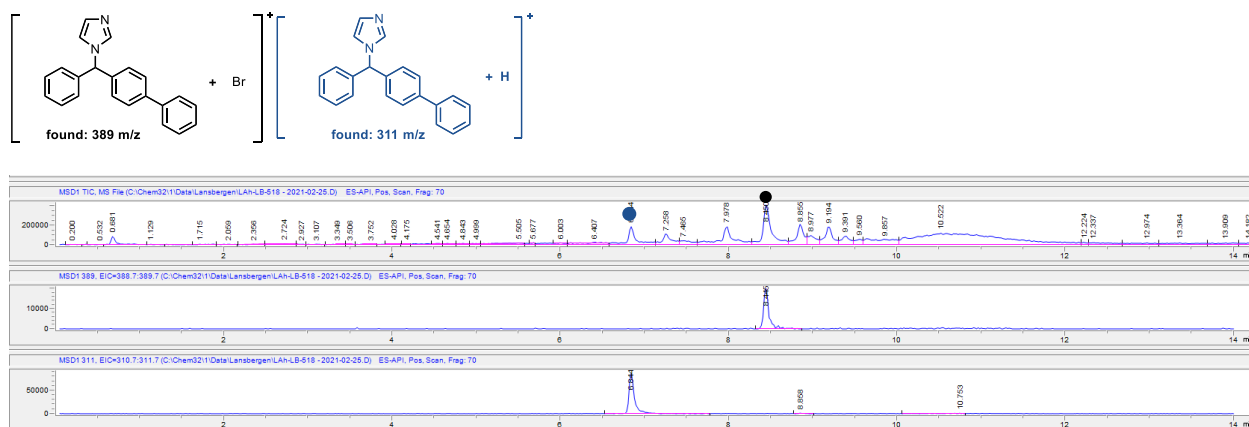 N
N
+ Br
+
found: 389 m/z
N
N
+ H
+
found: 311 m/z
MSD1 TIC, MS File (C:\Chem32\1\Data\Lansbergen\LAh-LB-518 - 2021-02-25.D) ES-API, Pos, Scan, Frag: 70
200000
0
0.200 0.532 0.681 1.129 1.715 2.059 2.356 2.724 2.927 3.107 3.349 3.506 3.752 4.028 4.175 4.541 4.654 4.843 4.999 5.505 5.677 6.003 6.407 7.258 7.465 7.978 8.450 8.855 8.977 9.194 9.391 9.560 9.857 10.522 12.224 12.337 12.974 13.364 13.909
2 4 6 8 10 12 14 m
MSD1 389, EIC=388.7:389.7 (C:\Chem32\1\Data\Lansbergen\LAh-LB-518 - 2021-02-25.D) ES-API, Pos, Scan, Frag: 70
10000
0
2 4 6 8 10 12 14 m
MSD1 311, EIC=310.7:311.7 (C:\Chem32\1\Data\Lansbergen\LAh-LB-518 - 2021-02-25.D) ES-API, Pos, Scan, Frag: 70
50000
0
6.841 8.868 10.753
2 4 6 8 10 12 14 m